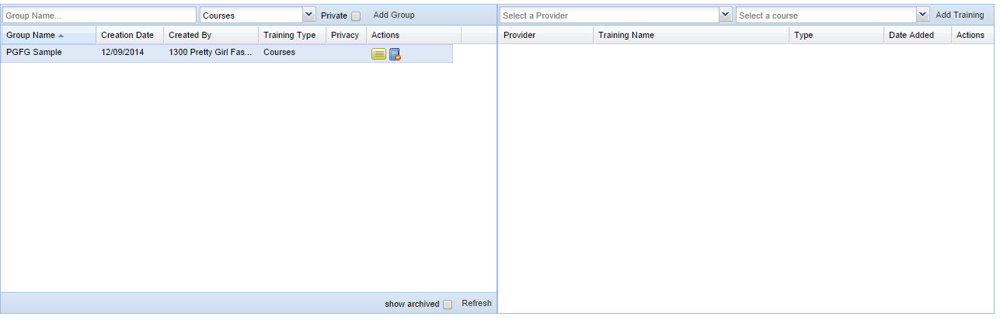 Group Name... Courses Private Add Group Select a Provider Select a course Add Training
Group Name Creation Date Created By Training Type Privacy Actions Provider Training Name Type Date Added Actions
PGFG Sample 12/09/2014 1300 Pretty Girl Fas... Courses
show archived Refresh